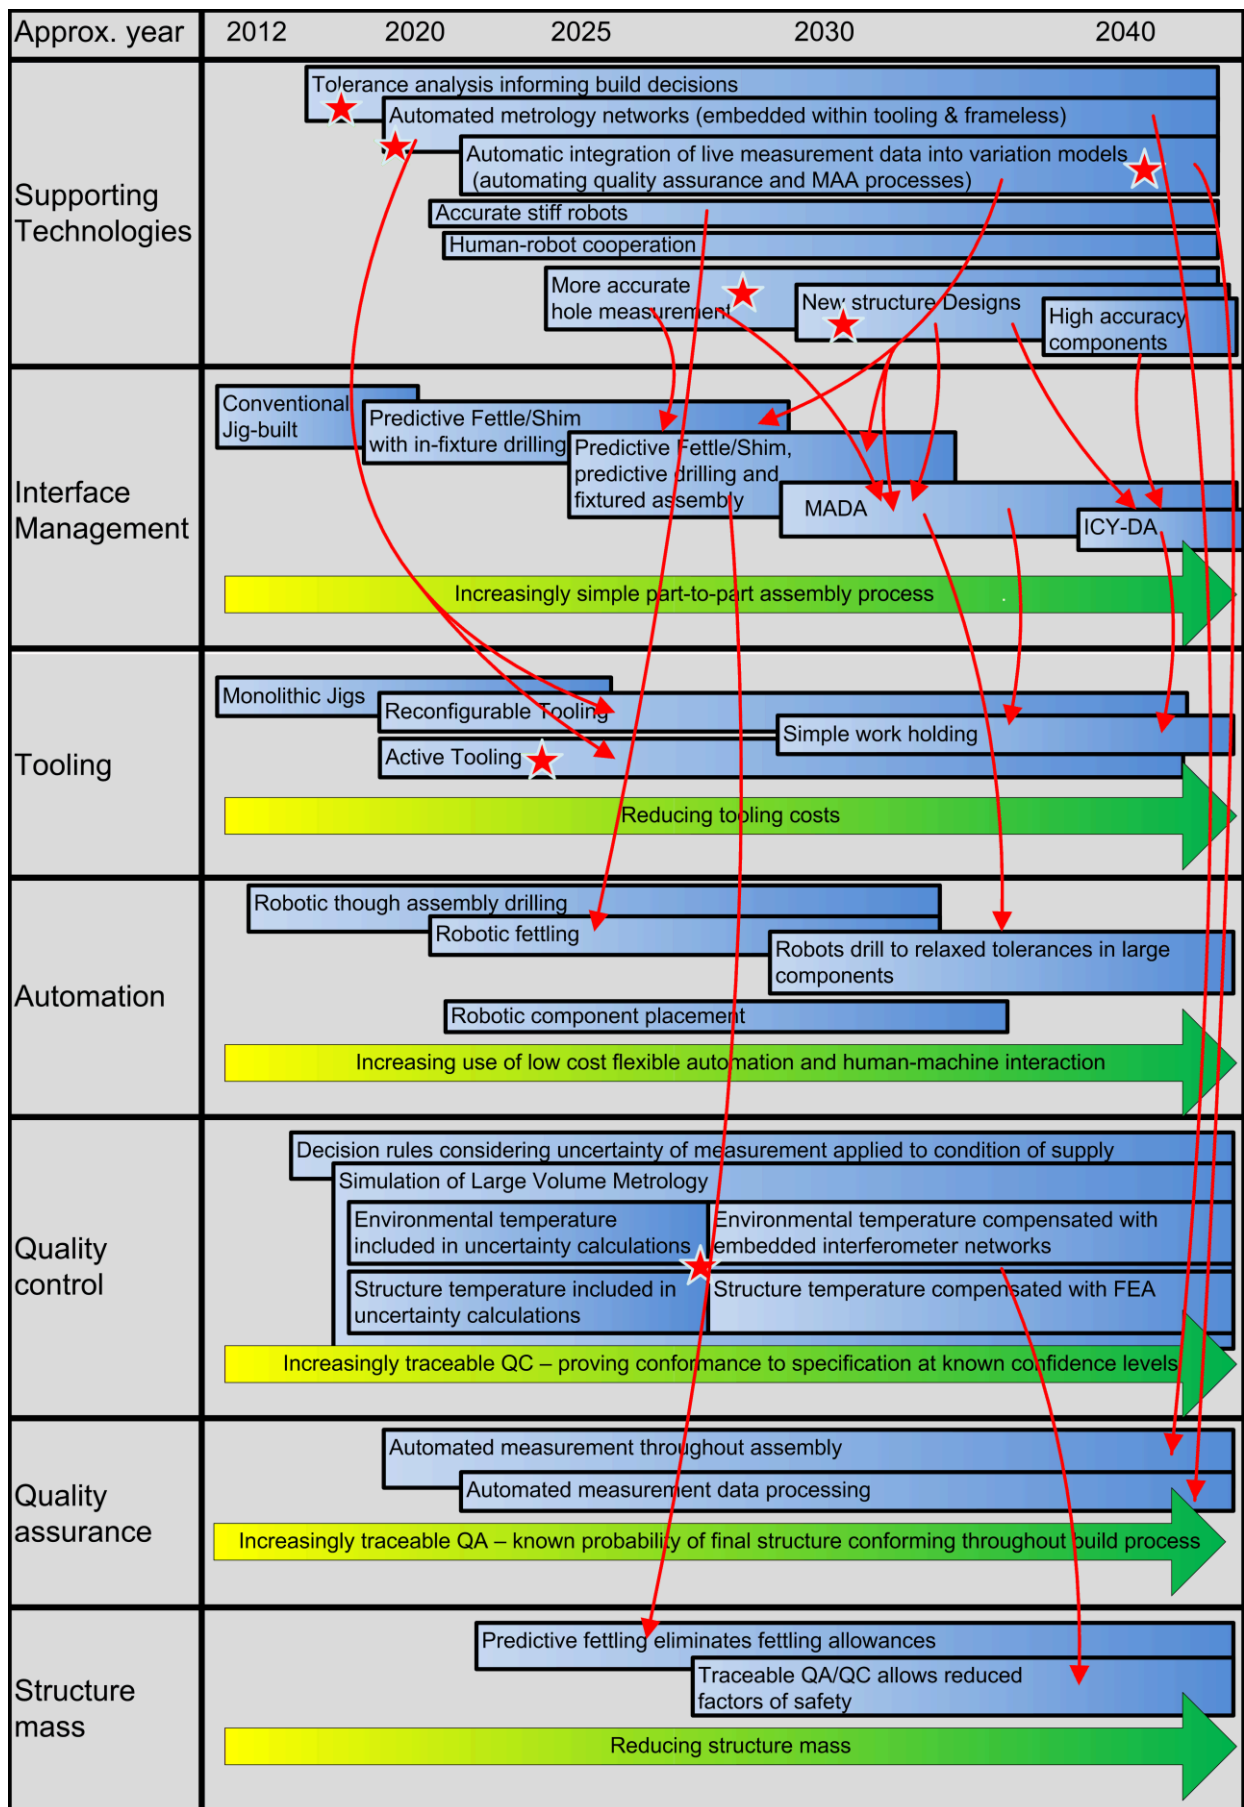 Approx. year 2012 2020 2025 2030 2040
Supporting
Technologies
Tolerance analysis informing build decisions
Automated metrology networks (embedded within tooling & frameless)
Automatic integration of live measurement data into variation models
(automating quality assurance and MAA processes)
Accurate stiff robots
Human-robot cooperation
More accurate
hole measurement
New structure Designs
High accuracy
components
Interface
Management
Conventional
Jig-built
Predictive Fettle/Shim
with in-fixture drilling
Predictive Fettle/Shim,
predictive drilling and
fixtured assembly
MADA
ICY-DA
Increasingly simple part-to-part assembly process
Tooling
Monolithic Jigs
Reconfigurable Tooling
Simple work holding
Active Tooling
Reducing tooling costs
Automation
Robotic though assembly drilling
Robotic fettling
Robots drill to relaxed tolerances in large
components
Robotic component placement
Increasing use of low cost flexible automation and human-machine interaction
Quality
control
Decision rules considering uncertainty of measurement applied to condition of supply
Simulation of Large Volume Metrology
Environmental temperature
included in uncertainty calculations
Environmental temperature compensated with
embedded interferometer networks
Structure temperature included in
uncertainty calculations
Structure temperature compensated with FEA
Increasingly traceable QC – proving conformance to specification at known confidence levels
Quality
assurance
Automated measurement throughout assembly
Automated measurement data processing
Increasingly traceable QA – known probability of final structure conforming throughout build process
Structure
mass
Predictive fettling eliminates fettling allowances
Traceable QA/QC allows reduced
factors of safety
Reducing structure mass